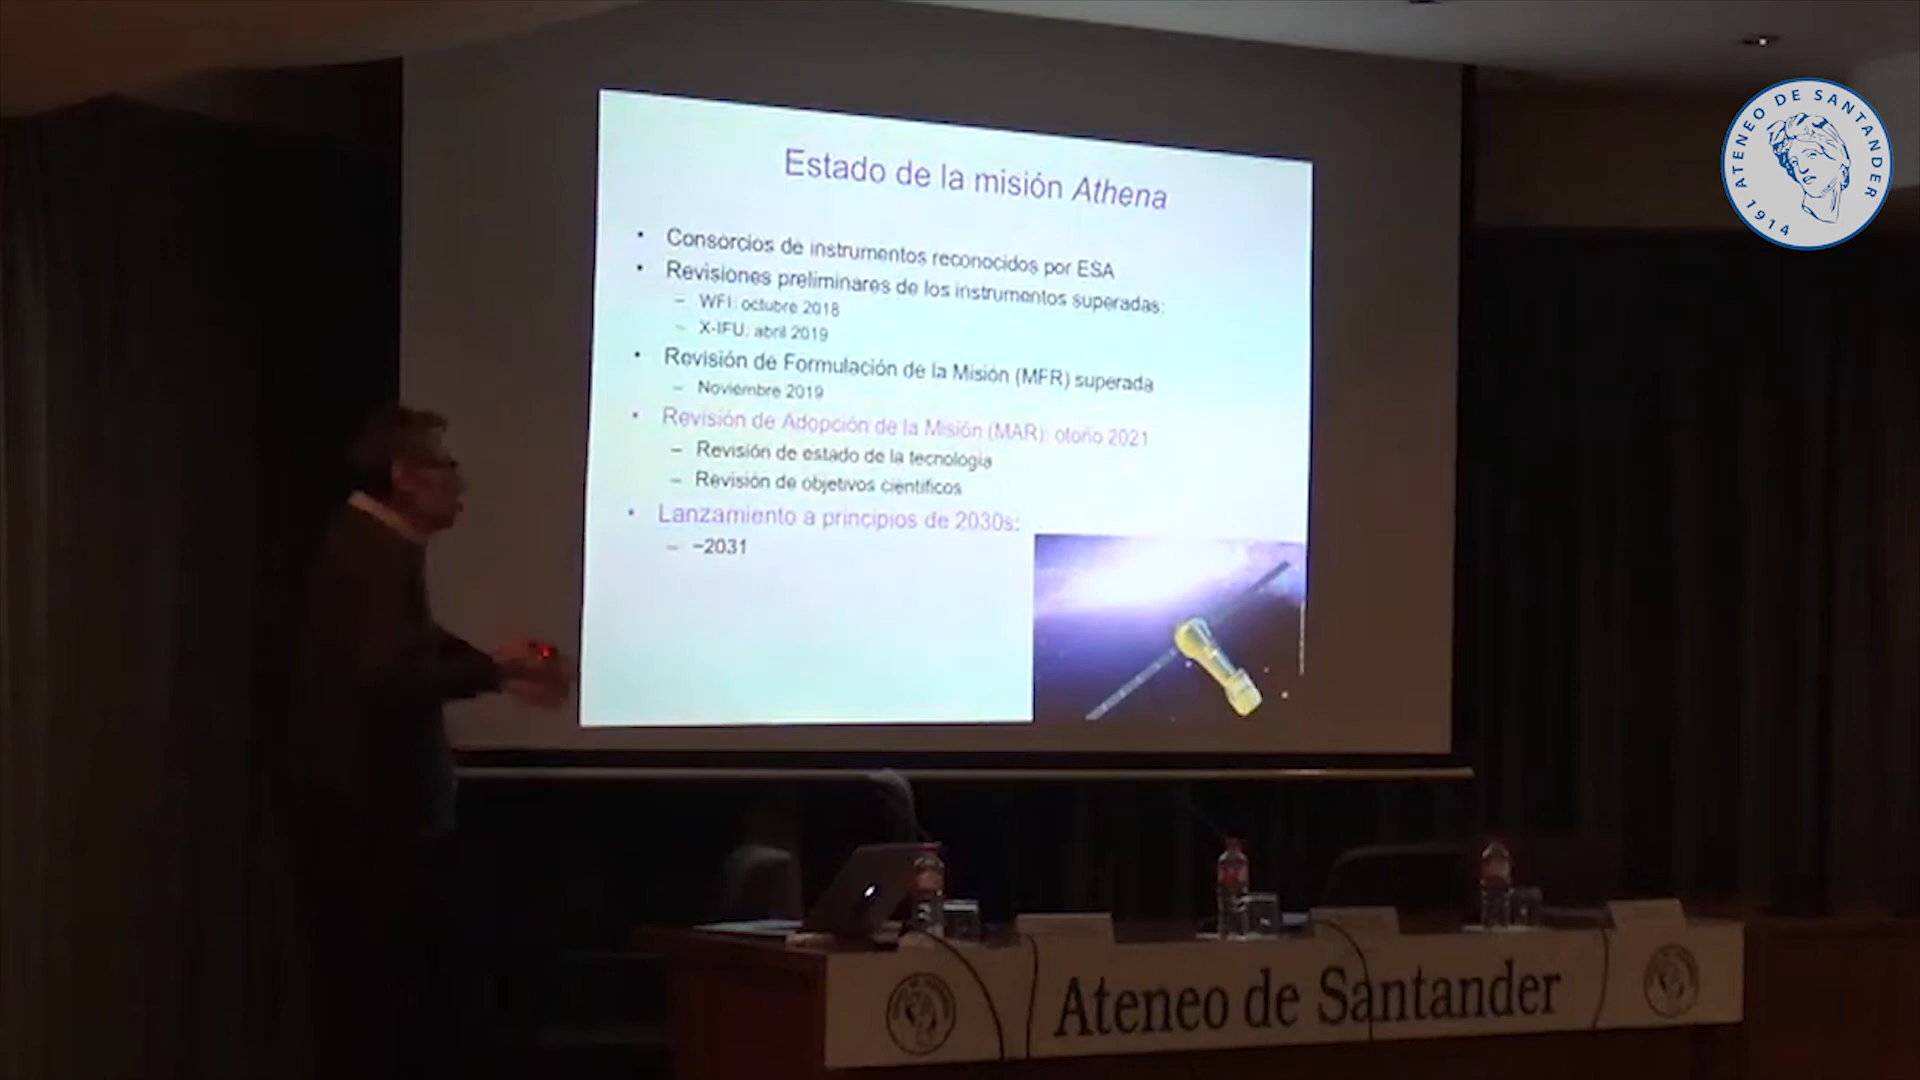 Estado de la misión Athena
• Consorcios de instrumentos reconocidos por ESA
• Revisiones preliminares de los instrumentos superadas:
– WFI: octubre 2018
– X-IFU: abril 2019
• Revisión de Formulación de la Misión (MFR) superada
– Noviembre 2019
• Revisión de Adopción de la Misión (MAR): otoño 2021
– Revisión de estado de la tecnología
– Revisión de objetivos científicos
• Lanzamiento a principios de 2030s:
– ~2031
ATENEO DE SANTANDER
1914
Ateneo de Santander